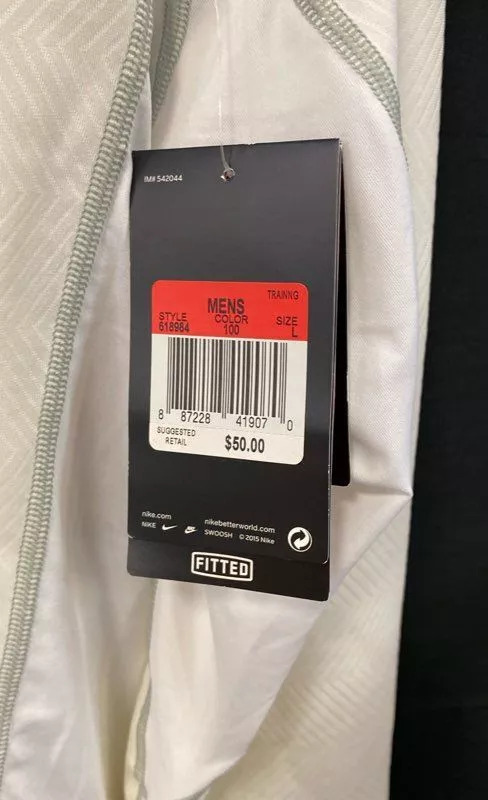 IM# 542044
TRAINNG
MENS
STYLE COLOR SIZE
618984 100 L
8 87228 41907 0
SUGGESTED
RETAIL $50.00
nike.com nikebetterworld.com
NIKE SWOOSH © 2015 Nike
FITTED